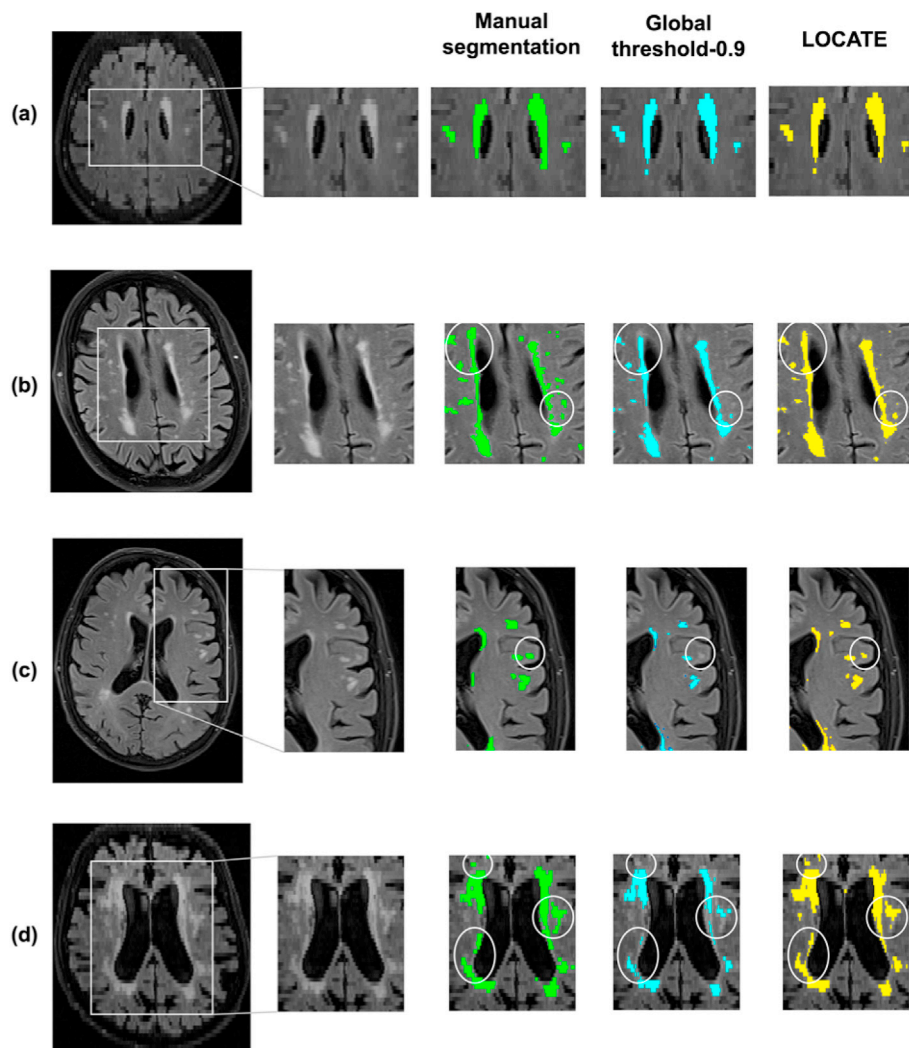 Manual
segmentation
Global
threshold-0.9
LOCATE
(a)
(b)
(c)
(d)